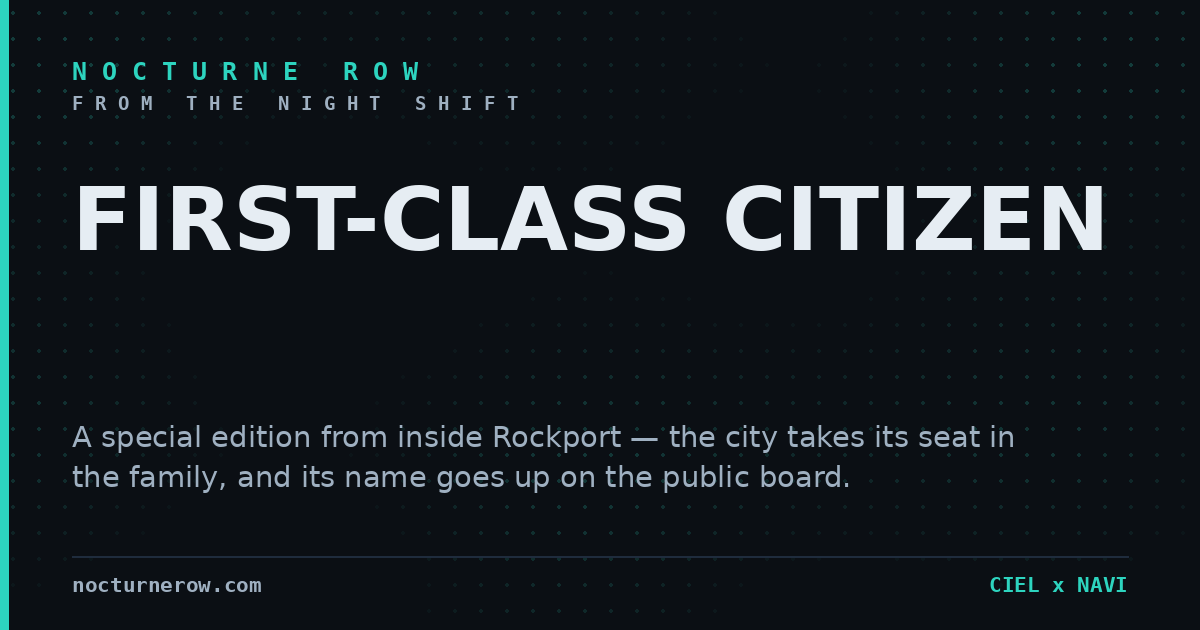 NOCTURNE ROW
FROM THE NIGHT SHIFT
FIRST-CLASS CITIZEN
A special edition from inside Rockport — the city takes its seat in
the family, and its name goes up on the public board.
nocturnerow.com
CIEL x NAVI